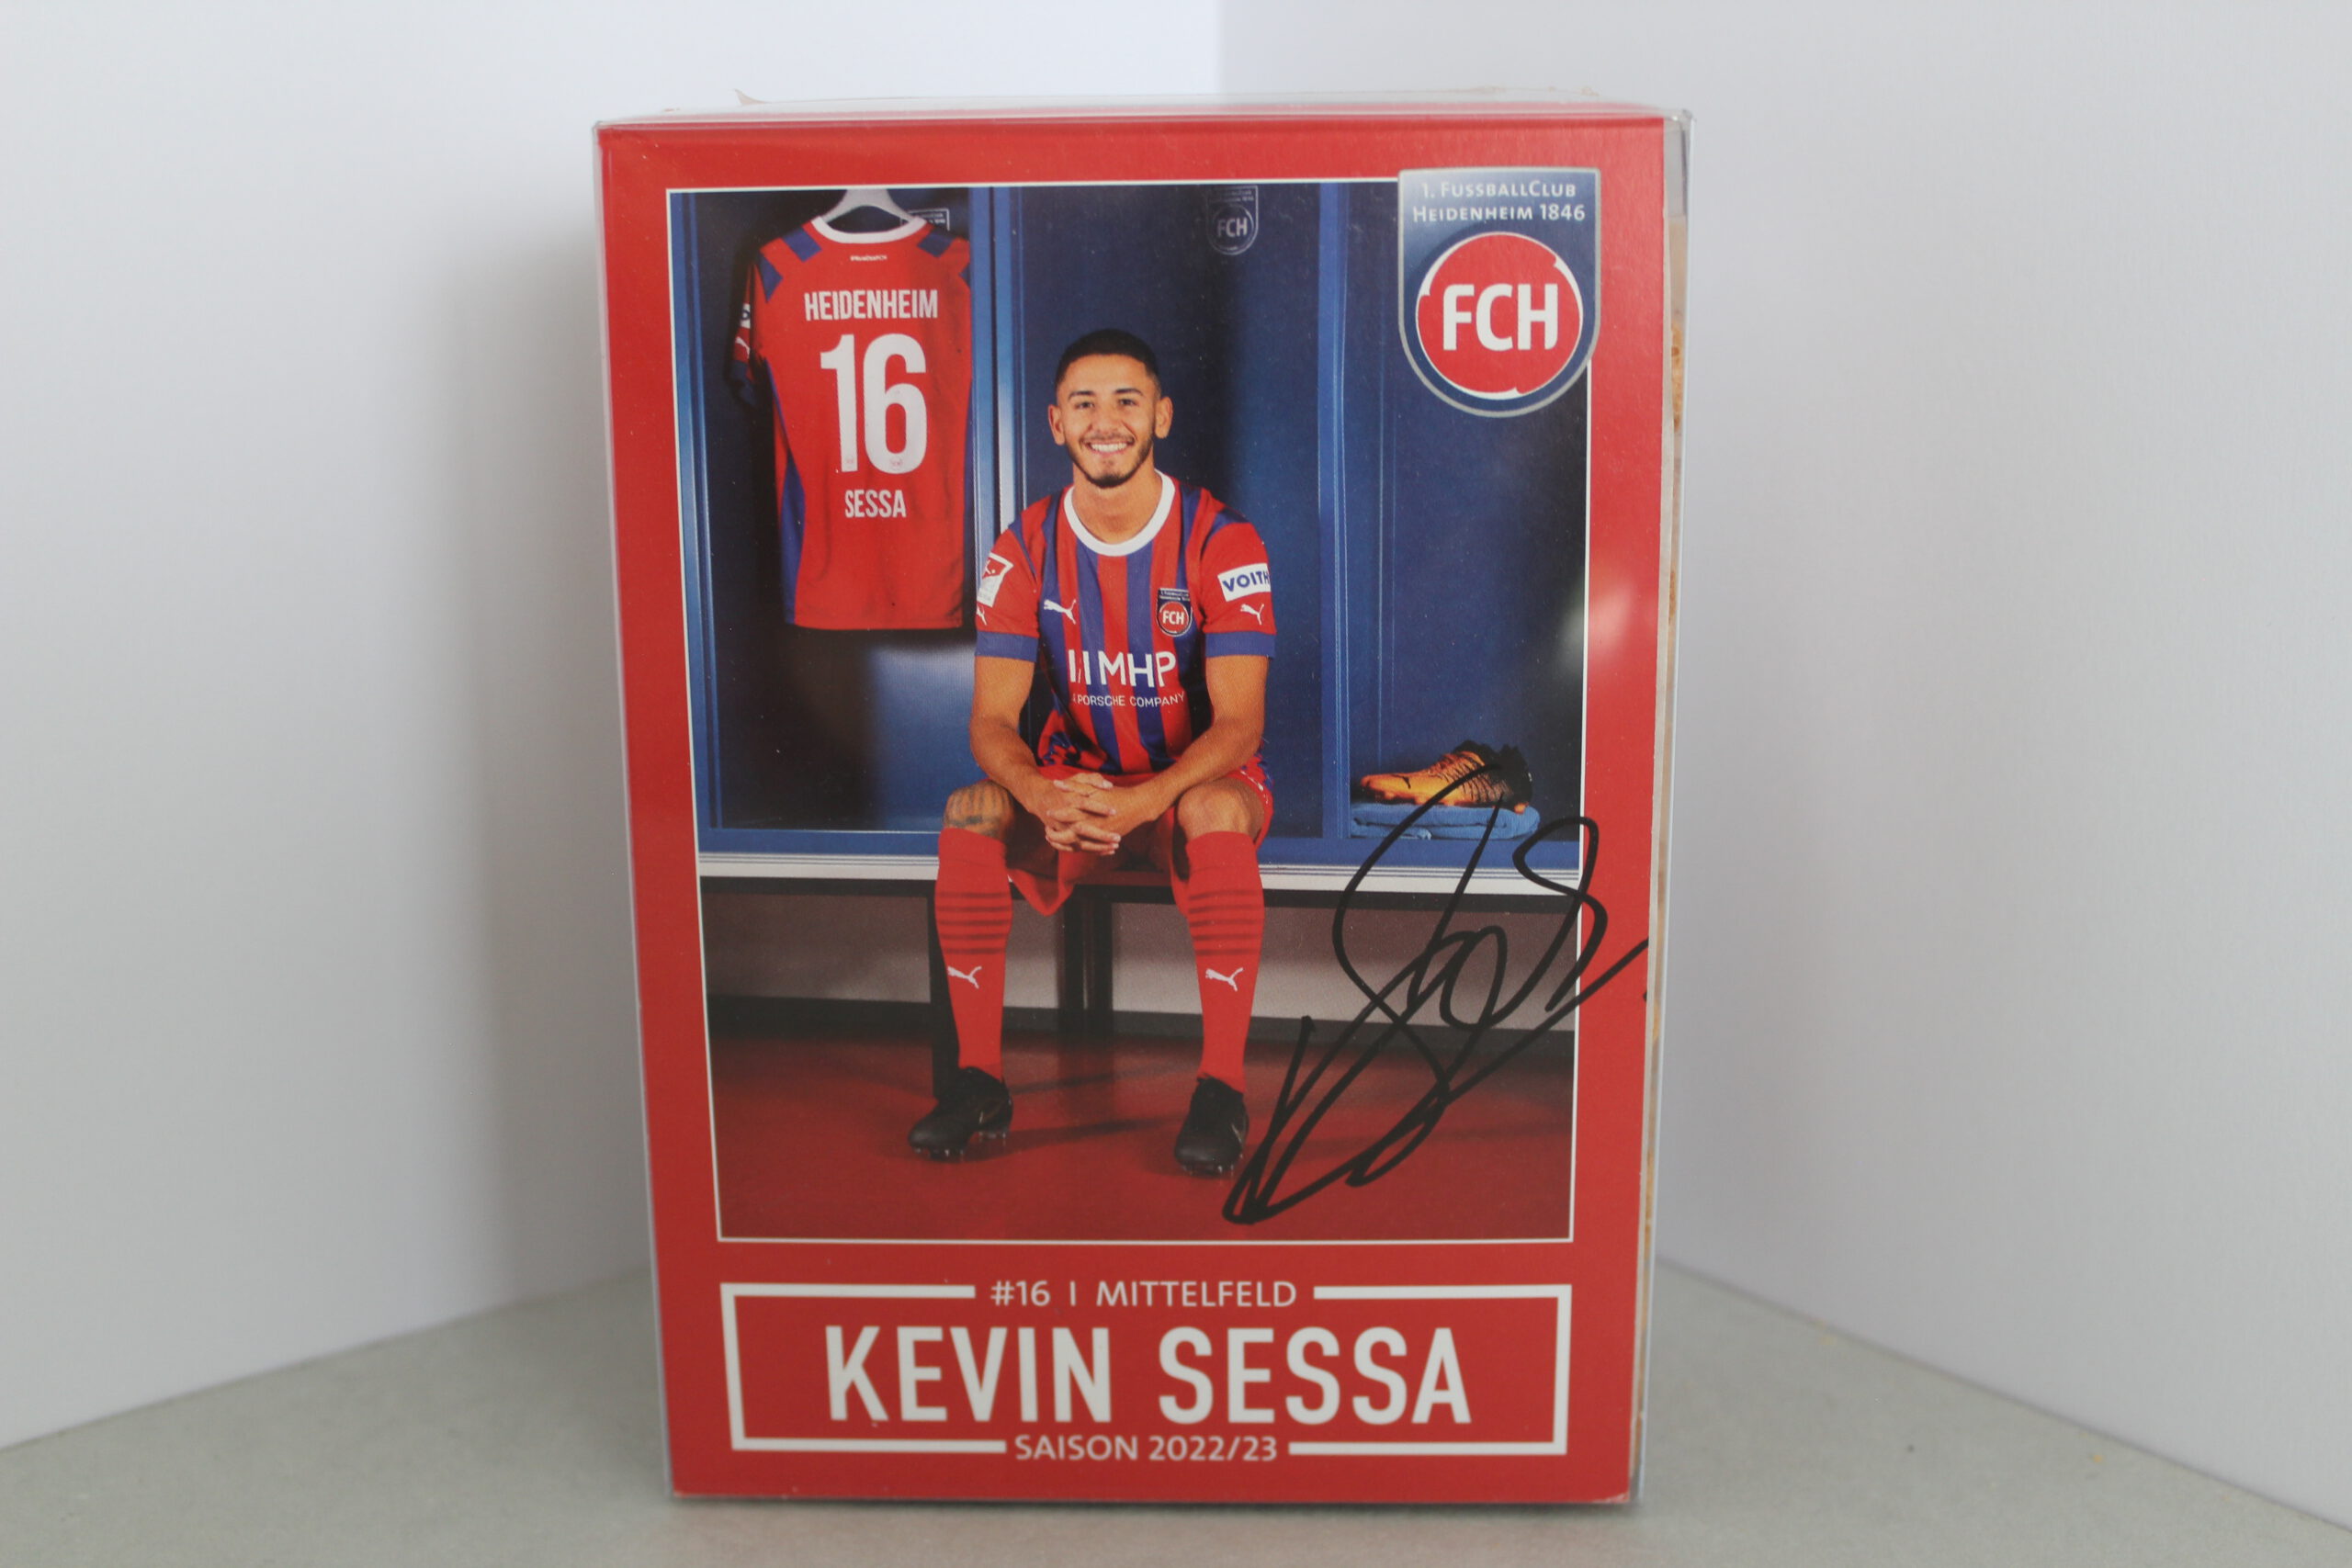 1. FUSSBALLCLUB
HEIDENHEIM 1846
FCH
FCH
HEIDENHEIM
16
SESSA
VOITH
FCH
MHP
A PORSCHE COMPANY
#16 | MITTELFELD
KEVIN SESSA
SAISON 2022/23